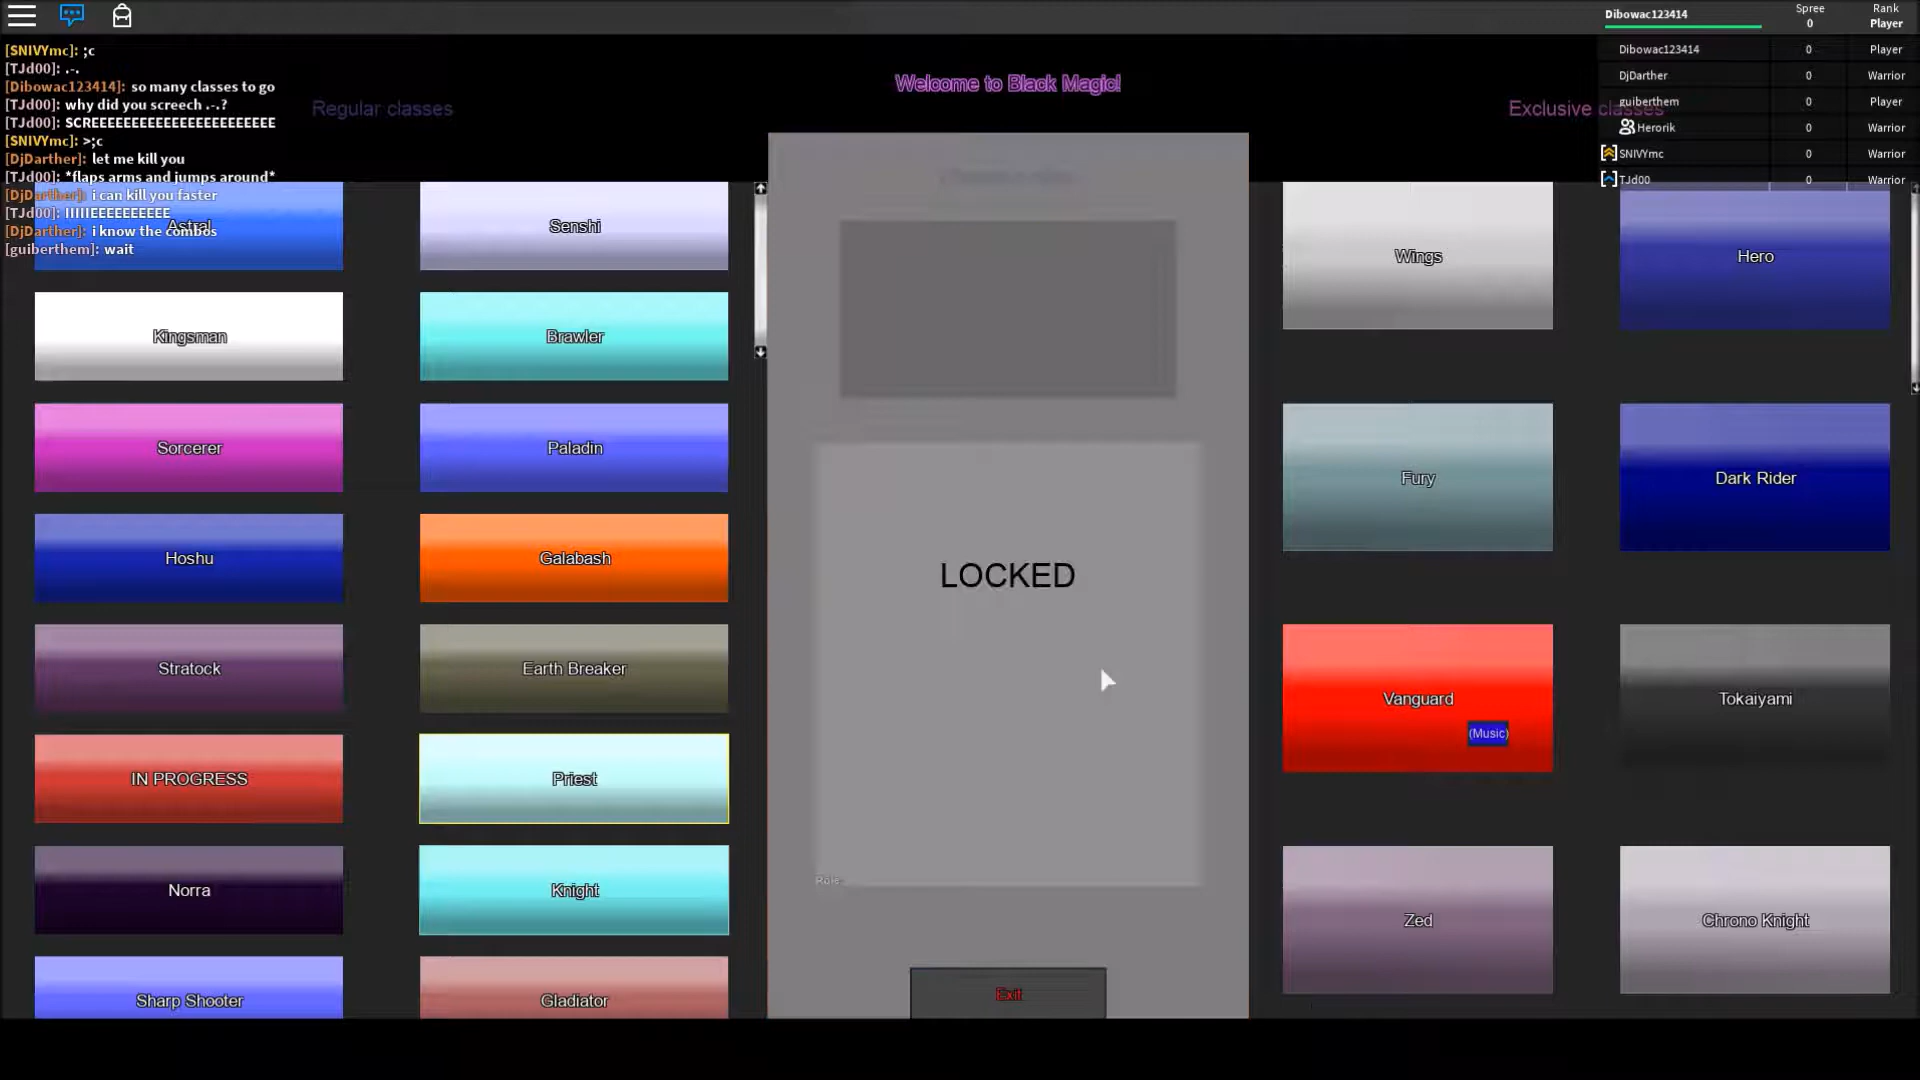 Dibowac123414 Spree 0 Rank Player
Dibowac123414 0 Player
DjDarther 0 Warrior
guiberthem 0 Player
Herorik 0 Warrior
SNIVYmc 0 Warrior
TJd00 0 Warrior
[SNIVYmc]: ;c
[TJd00]: .-.
[Dibowac123414]: so many classes to go
[TJd00]: why did you screech .-.?
[TJd00]: SCREEEEEEEEEEEEEEEEEEEEEEE
[SNIVYmc]: >;c
[DjDarther]: let me kill you
[TJd00]: *flaps arms and jumps around*
[DjDarther]: i can kill you faster
[TJd00]: IIIIIEEEEEEEEEE
[DjDarther]: i know the combos
[guiberthem]: wait
Welcome to Black Magic!
Regular classes
Exclusive classes
Astral
Senshi
Kingsman
Brawler
Sorcerer
Paladin
Hoshu
Galabash
Stratock
Earth Breaker
IN PROGRESS
Priest
Norra
Knight
Sharp Shooter
Gladiator
LOCKED
Role:
Exit
Wings
Hero
Fury
Dark Rider
Vanguard
(Music)
Tokaiyami
Zed
Chrono Knight